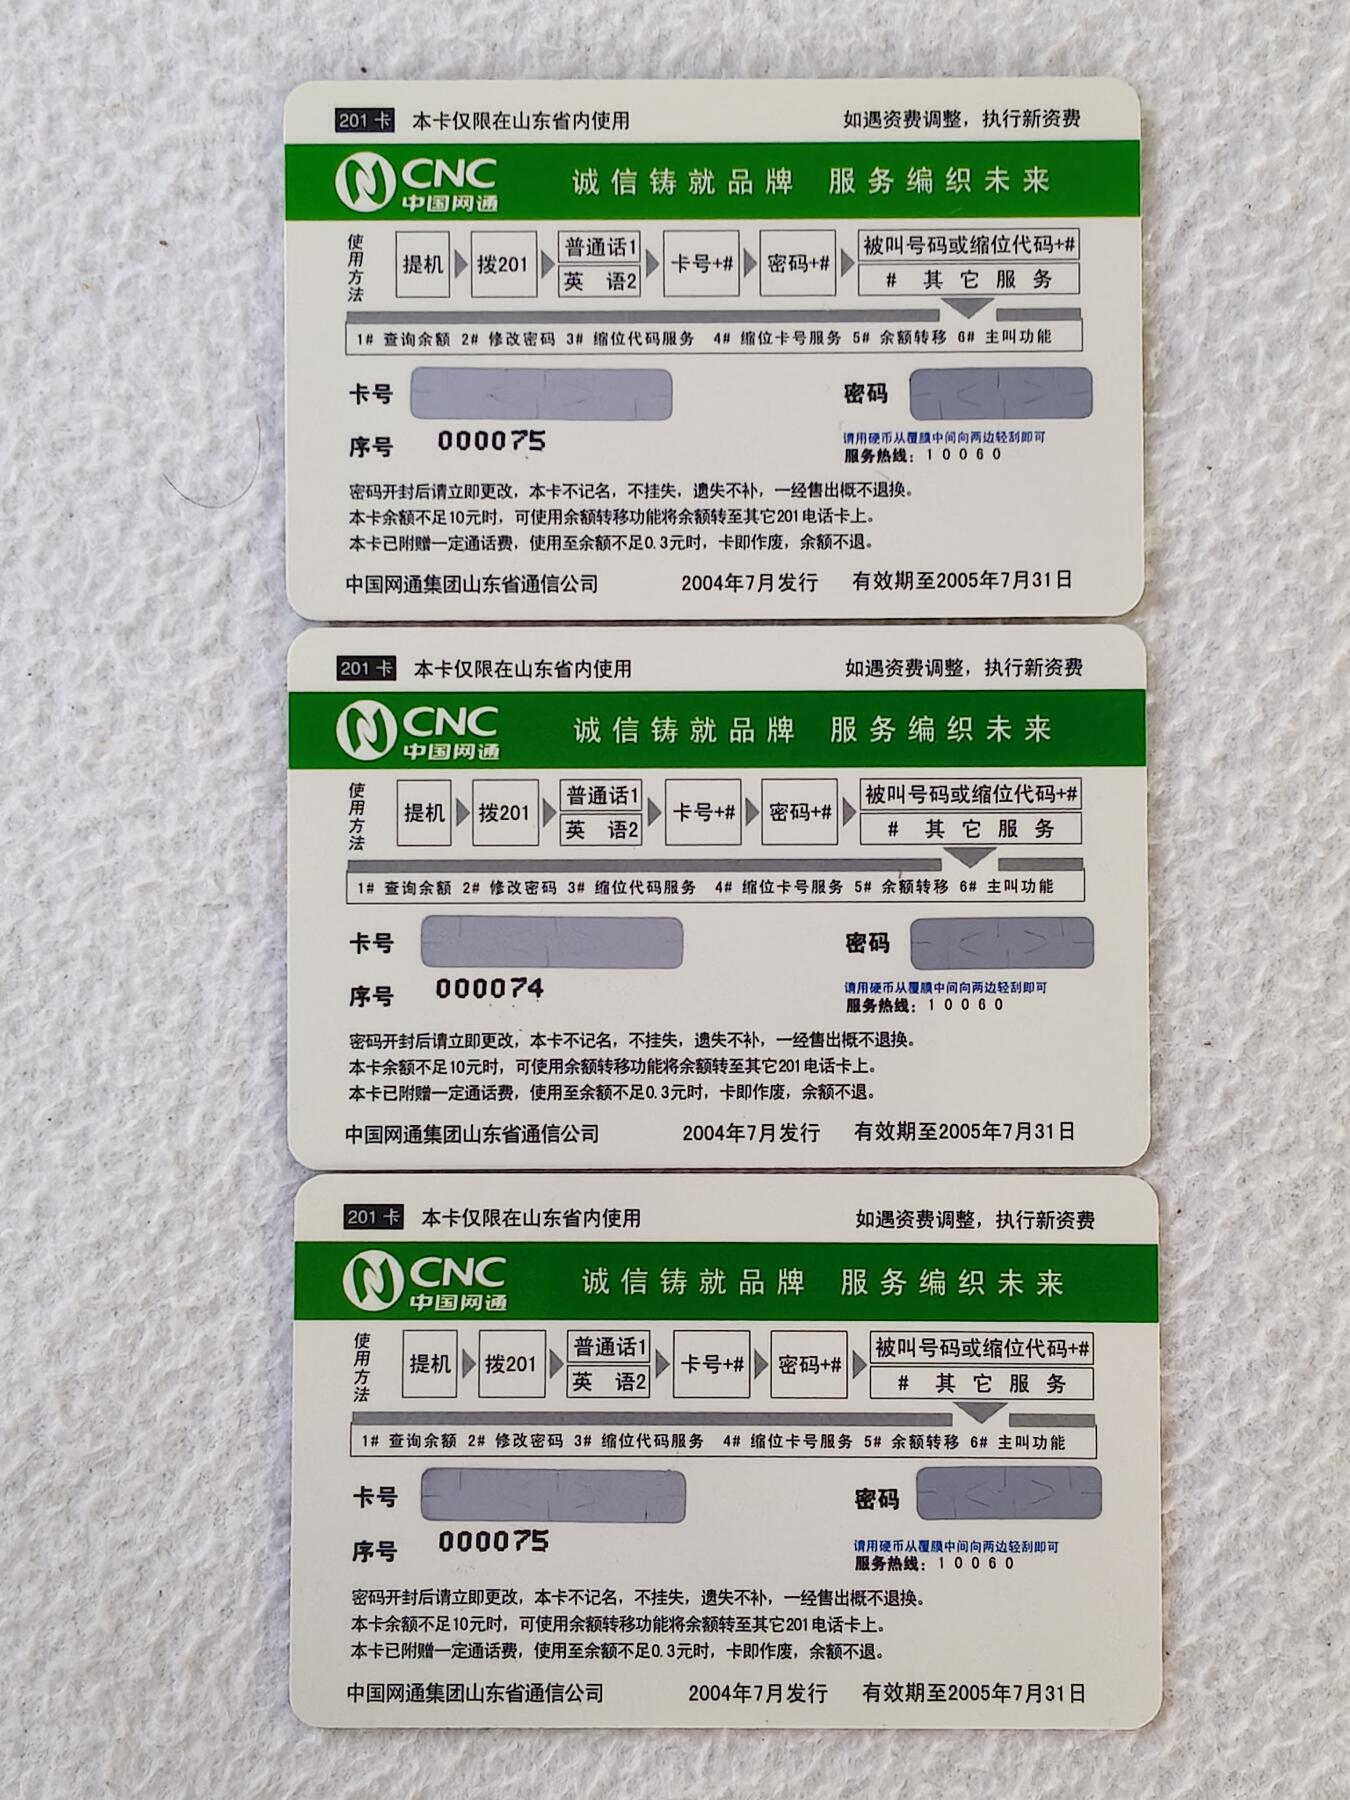 201 卡 本卡仅限在山东省内使用 如遇资费调整，执行新资费
CNC 中国网通 诚信铸就品牌 服务编织未来
使用方法 提机 拨201 普通话1 英 语2 卡号+# 密码+# 被叫号码或缩位代码+# # 其它服务
1# 查询余额 2# 修改密码 3# 缩位代码服务 4# 缩位卡号服务 5# 余额转移 6# 主叫功能
卡号 密码
序号 000075
请用硬币从覆膜中间向两边轻刮即可
服务热线：10060
密码开封后请立即更改，本卡不记名，不挂失，遗失不补，一经售出概不退换。
本卡余额不足10元时，可使用余额转移功能将余额转至其它201电话卡上。
本卡已附赠一定通话费，使用至余额不足0.3元时，卡即作废，余额不退。
中国网通集团山东省通信公司 2004年7月发行 有效期至2005年7月31日
201 卡 本卡仅限在山东省内使用 如遇资费调整，执行新资费
CNC 中国网通 诚信铸就品牌 服务编织未来
使用方法 提机 拨201 普通话1 英 语2 卡号+# 密码+# 被叫号码或缩位代码+# # 其它服务
1# 查询余额 2# 修改密码 3# 缩位代码服务 4# 缩位卡号服务 5# 余额转移 6# 主叫功能
卡号 密码
序号 000074
请用硬币从覆膜中间向两边轻刮即可
服务热线：10060
密码开封后请立即更改，本卡不记名，不挂失，遗失不补，一经售出概不退换。
本卡余额不足10元时，可使用余额转移功能将余额转至其它201电话卡上。
本卡已附赠一定通话费，使用至余额不足0.3元时，卡即作废，余额不退。
中国网通集团山东省通信公司 2004年7月发行 有效期至2005年7月31日
201 卡 本卡仅限在山东省内使用 如遇资费调整，执行新资费
CNC 中国网通 诚信铸就品牌 服务编织未来
使用方法 提机 拨201 普通话1 英 语2 卡号+# 密码+# 被叫号码或缩位代码+# # 其它服务
1# 查询余额 2# 修改密码 3# 缩位代码服务 4# 缩位卡号服务 5# 余额转移 6# 主叫功能
卡号 密码
序号 000075
请用硬币从覆膜中间向两边轻刮即可
服务热线：10060
密码开封后请立即更改，本卡不记名，不挂失，遗失不补，一经售出概不退换。
本卡余额不足10元时，可使用余额转移功能将余额转至其它201电话卡上。
本卡已附赠一定通话费，使用至余额不足0.3元时，卡即作废，余额不退。
中国网通集团山东省通信公司 2004年7月发行 有效期至2005年7月31日